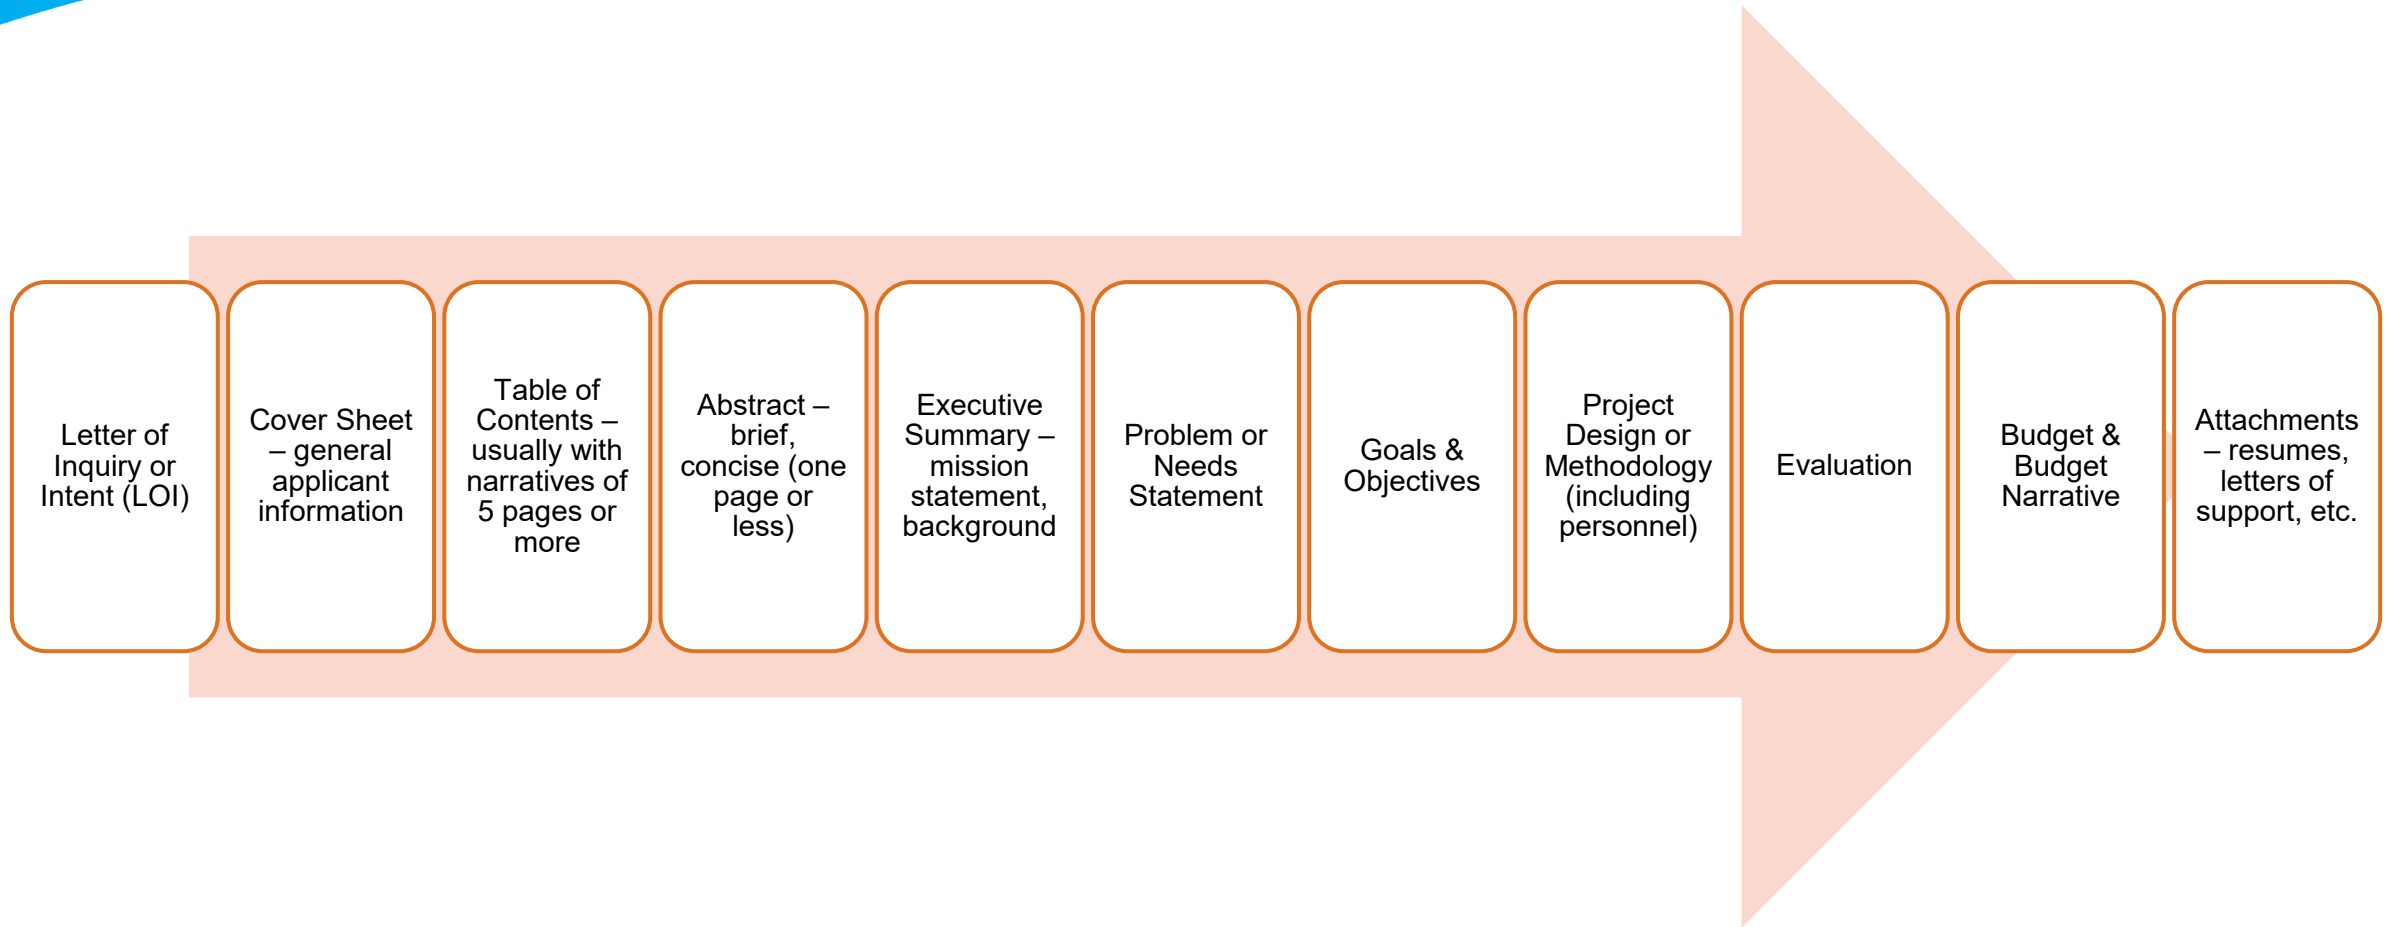 Letter of
Inquiry or
Intent (LOI)
Cover Sheet
– general
applicant
information
Table of
Contents –
usually with
narratives of
5 pages or
more
Abstract –
brief,
concise (one
page or
less)
Executive
Summary –
mission
statement,
background
Problem or
Needs
Statement
Goals &
Objectives
Project
Design or
Methodology
(including
personnel)
Evaluation
Budget &
Budget
Narrative
Attachments
– resumes,
letters of
support, etc.